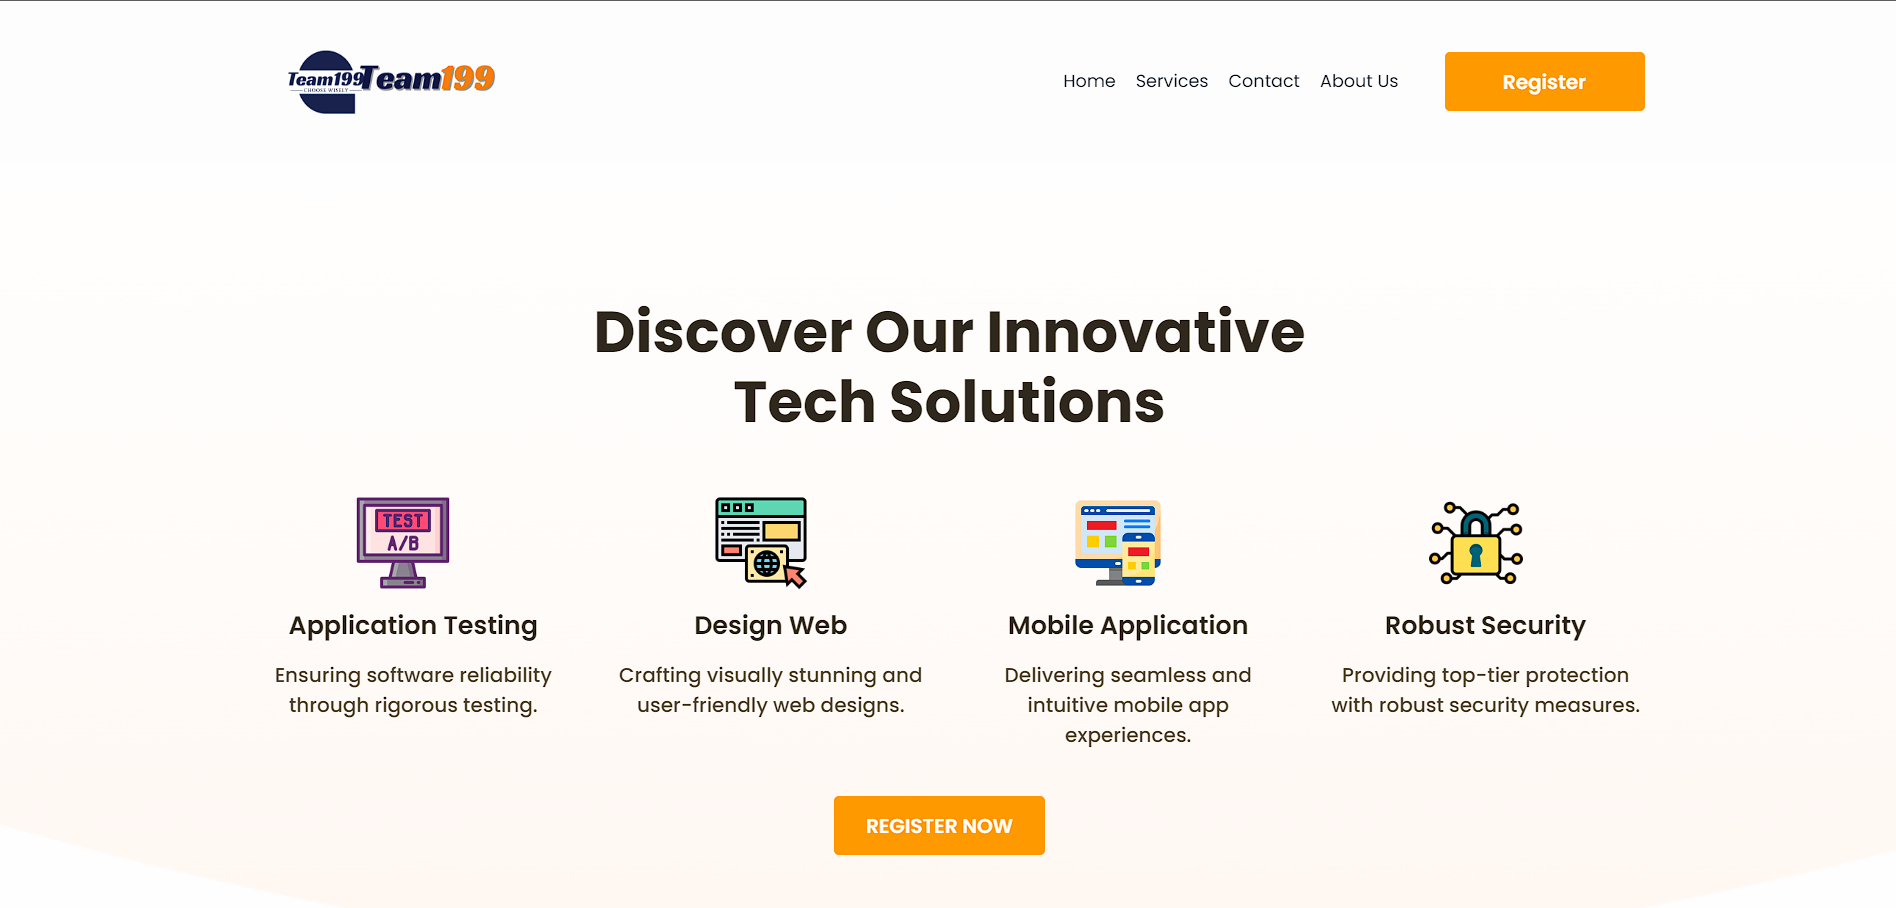 Team199
CHOOSE WISELY
Team199
Home Services Contact About Us
Register
Discover Our Innovative
Tech Solutions
TEST
A/B
Application Testing
Ensuring software reliability
through rigorous testing.
Design Web
Crafting visually stunning and
user-friendly web designs.
Mobile Application
Delivering seamless and
intuitive mobile app
experiences.
Robust Security
Providing top-tier protection
with robust security measures.
REGISTER NOW